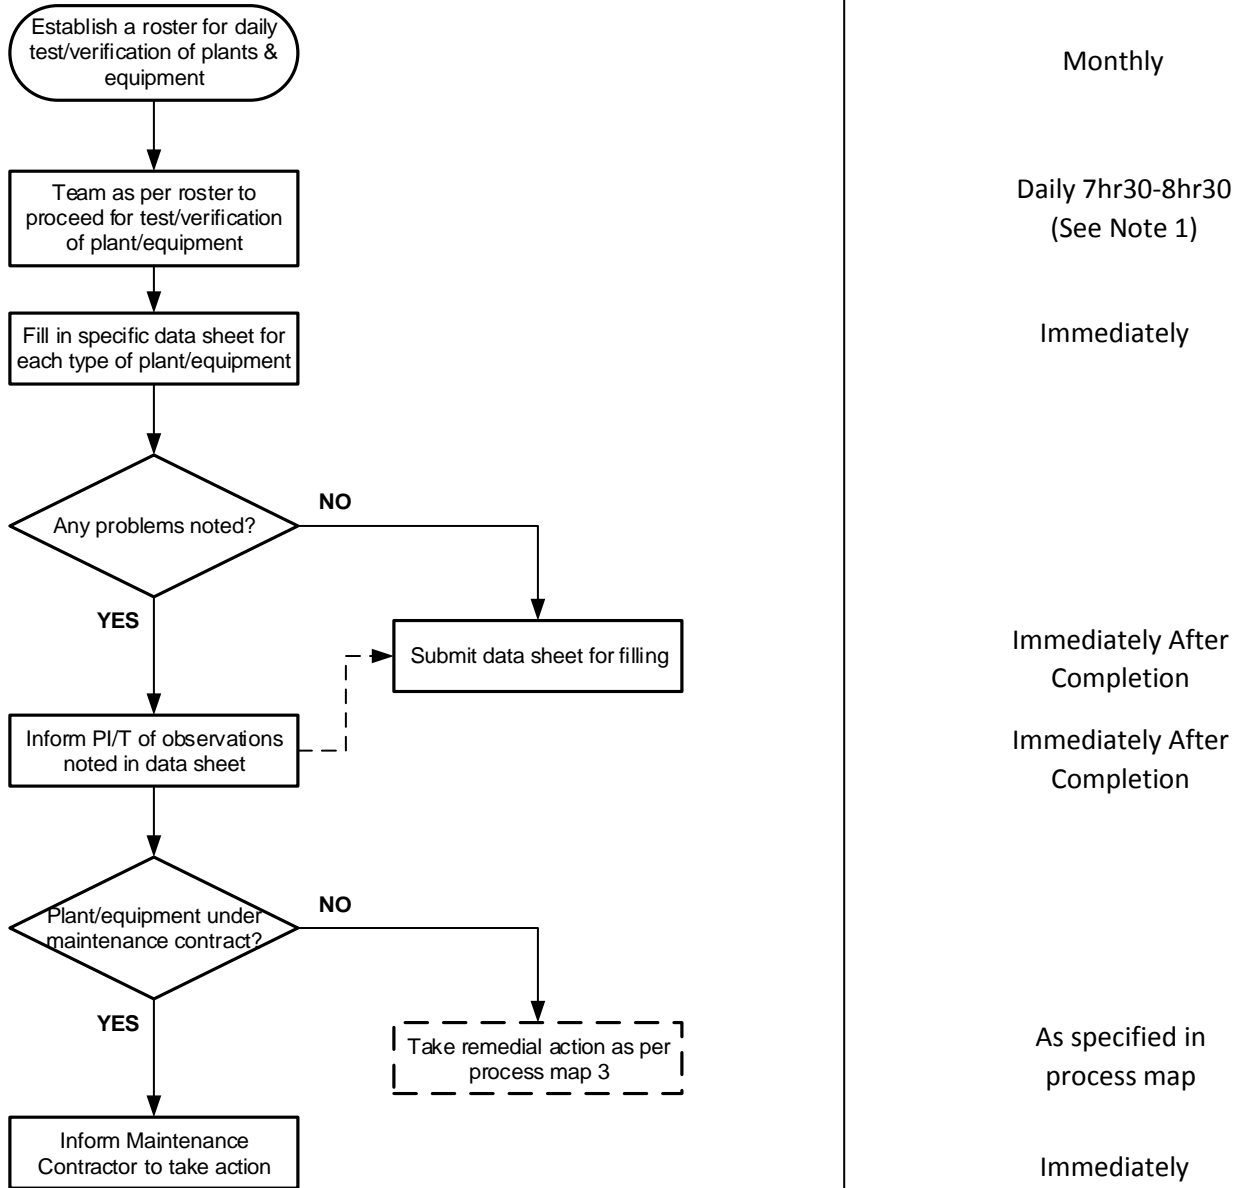 Establish a roster for daily
test/verification of plants &
equipment
Monthly
Team as per roster to
proceed for test/verification
of plant/equipment
Daily 7hr30-8hr30
(See Note 1)
Fill in specific data sheet for
each type of plant/equipment
Immediately
Any problems noted?
NO
YES
Submit data sheet for filling
Immediately After
Completion
Inform PI/T of observations
noted in data sheet
Immediately After
Completion
Plant/equipment under
maintenance contract?
NO
YES
Take remedial action as per
process map 3
As specified in
process map
Inform Maintenance
Contractor to take action
Immediately